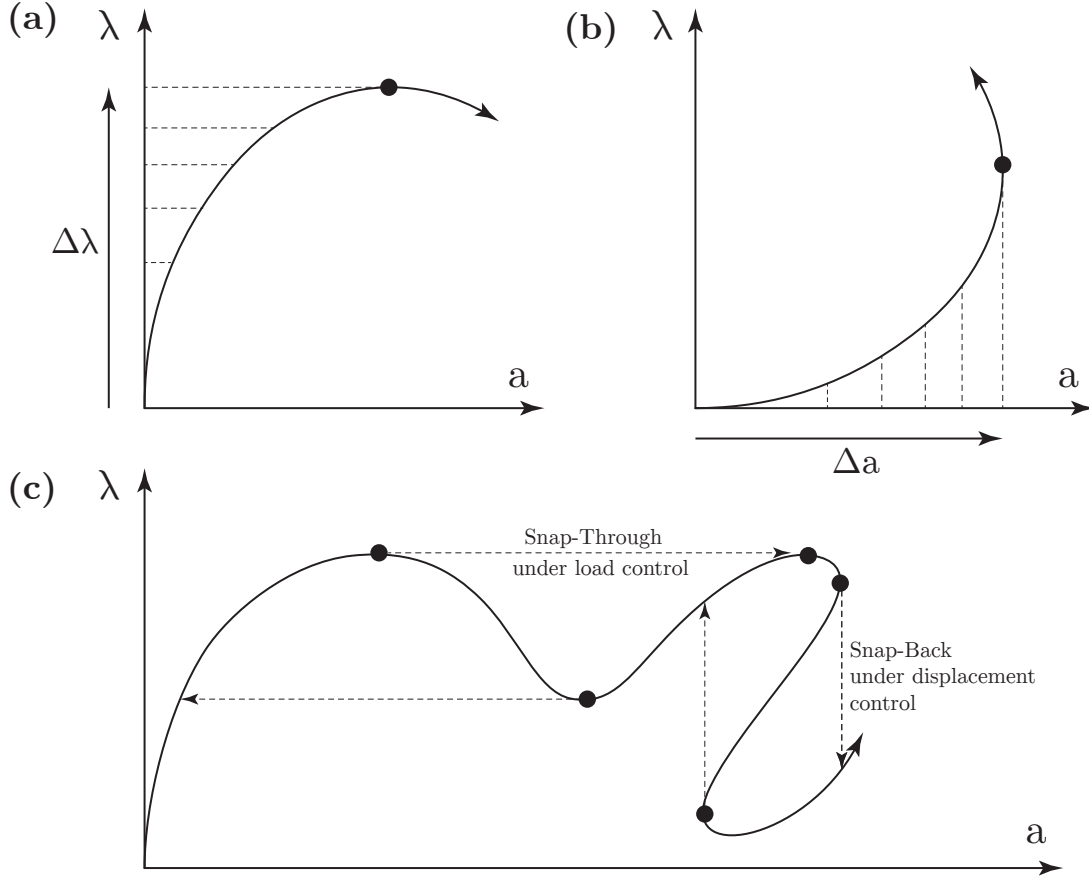 (a)
λ
Δλ
a
(b)
λ
a
Δa
(c)
λ
Snap-Through
under load control
Snap-Back
under displacement
control
a